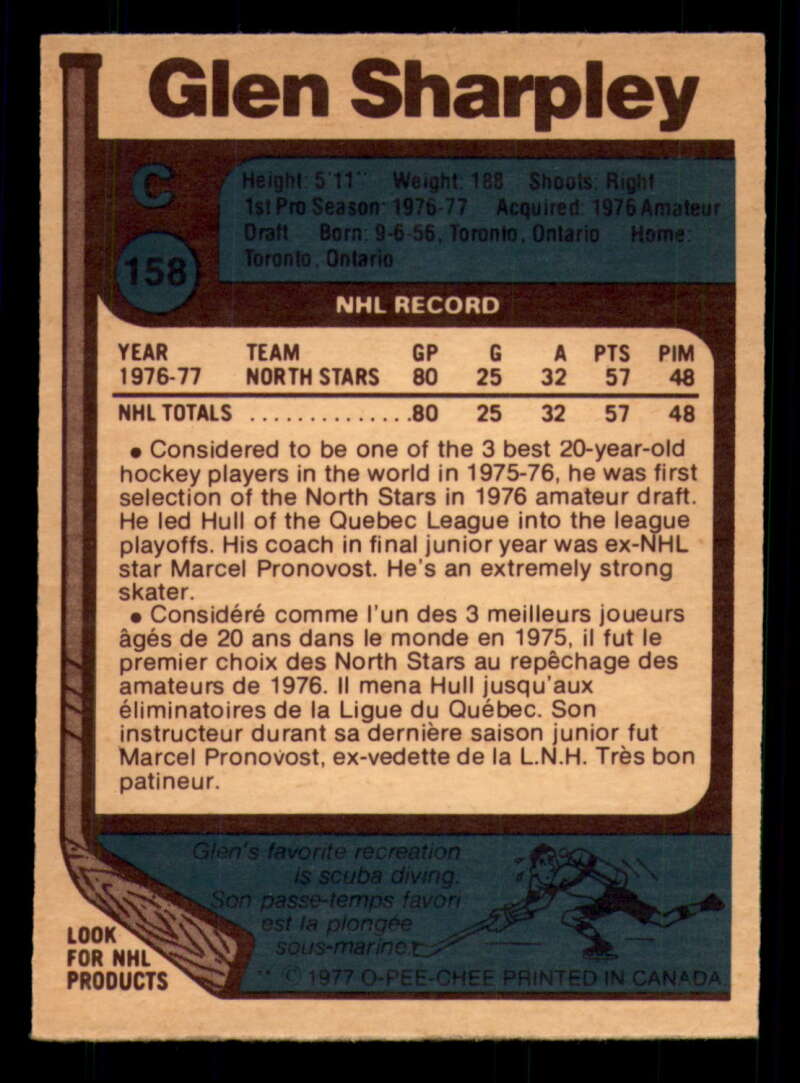 Glen Sharpley
C
158
Height: 5'11" Weight: 188 Shoots: Right
1st Pro Season: 1976-77 Acquired: 1976 Amateur
Draft Born: 9-6-56, Toronto, Ontario Home:
Toronto, Ontario
NHL RECORD
YEAR TEAM GP G A PTS PIM
1976-77 NORTH STARS 80 25 32 57 48
NHL TOTALS ..............80 25 32 57 48
• Considered to be one of the 3 best 20-year-old
hockey players in the world in 1975-76, he was first
selection of the North Stars in 1976 amateur draft.
He led Hull of the Quebec League into the league
playoffs. His coach in final junior year was ex-NHL
star Marcel Pronovost. He's an extremely strong
skater.
• Considéré comme l'un des 3 meilleurs joueurs
âgés de 20 ans dans le monde en 1975, il fut le
premier choix des North Stars au repêchage des
amateurs de 1976. Il mena Hull jusqu'aux
éliminatoires de la Ligue du Québec. Son
instructeur durant sa dernière saison junior fut
Marcel Pronovost, ex-vedette de la L.N.H. Très bon
patineur.
Glen's favorite recreation
is scuba diving.
Son passe-temps favori
est la plongée
sous-marine.
LOOK
FOR NHL
PRODUCTS
** © 1977 O-PEE-CHEE PRINTED IN CANADA.